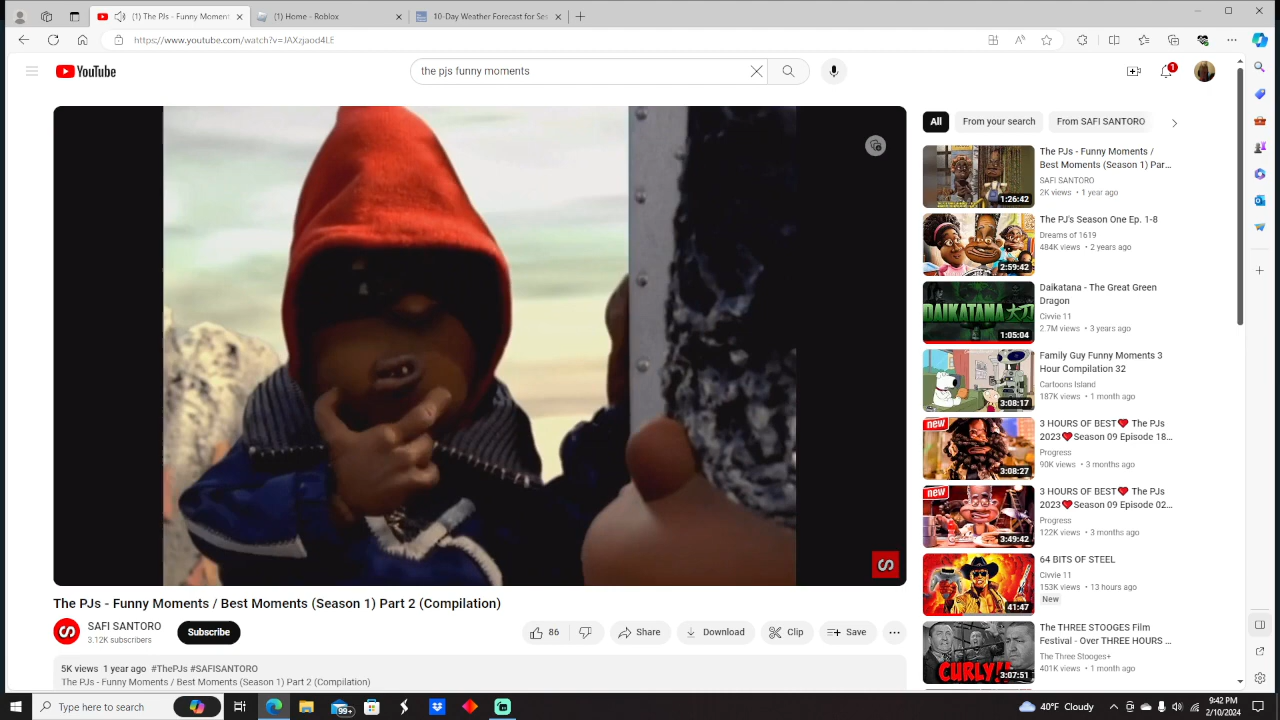 (1) The PJs - Funny Moment
(1) Home - Roblox
10-Day Weather Forecast for Se
https://www.youtube.com/watch?v=JAXzjaod4LE
YouTube
the pjs funny moments
1
All
From your search
From SAFI SANTORO
The PJs - Funny Moments /
Best Moments (Season 1) Par...
SAFI SANTORO
2K views • 1 year ago
1:26:42
The PJ's Season One Ep. 1-8
Dreams of 1619
484K views • 2 years ago
2:59:42
Daikatana - The Great Green
Dragon
Civvie 11
2.7M views • 3 years ago
DAIKATANA 大刀
1:05:04
Family Guy Funny Moments 3
Hour Compilation 32
Cartoons Island
187K views • 1 month ago
3:08:17
new
3 HOURS OF BEST❤️ The PJs
2023❤️Season 09 Episode 18...
Progress
90K views • 3 months ago
3:08:27
new
3 HOURS OF BEST❤️ The PJs
2023❤️Season 09 Episode 02...
Progress
122K views • 3 months ago
3:49:42
64 BITS OF STEEL
Civvie 11
153K views • 13 hours ago
New
41:47
The THREE STOOGES Film
Festival - Over THREE HOURS ...
The Three Stooges+
401K views • 1 month ago
CURLY!!
3:07:51
The PJs - Funny Moments / Best Moments (Season 1) Part 2 (Compilation)
SAFI SANTORO
3.12K subscribers
Subscribe
86
Share
Download
Clip
Save
5K views 1 year ago #ThePJs #SAFISANTORO
The PJs - Funny Moments / Best Moments (Season 1) Part 2 (Compilation)
Type here to search
99+
40°F Cloudy
9:42 PM
2/10/2024